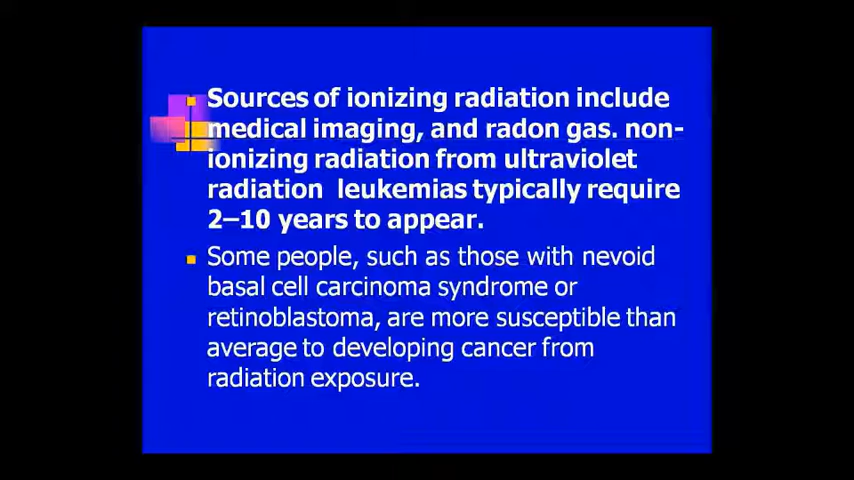 Sources of ionizing radiation include
medical imaging, and radon gas. non-
ionizing radiation from ultraviolet
radiation  leukemias typically require
2–10 years to appear.
Some people, such as those with nevoid
basal cell carcinoma syndrome or
retinoblastoma, are more susceptible than
average to developing cancer from
radiation exposure.